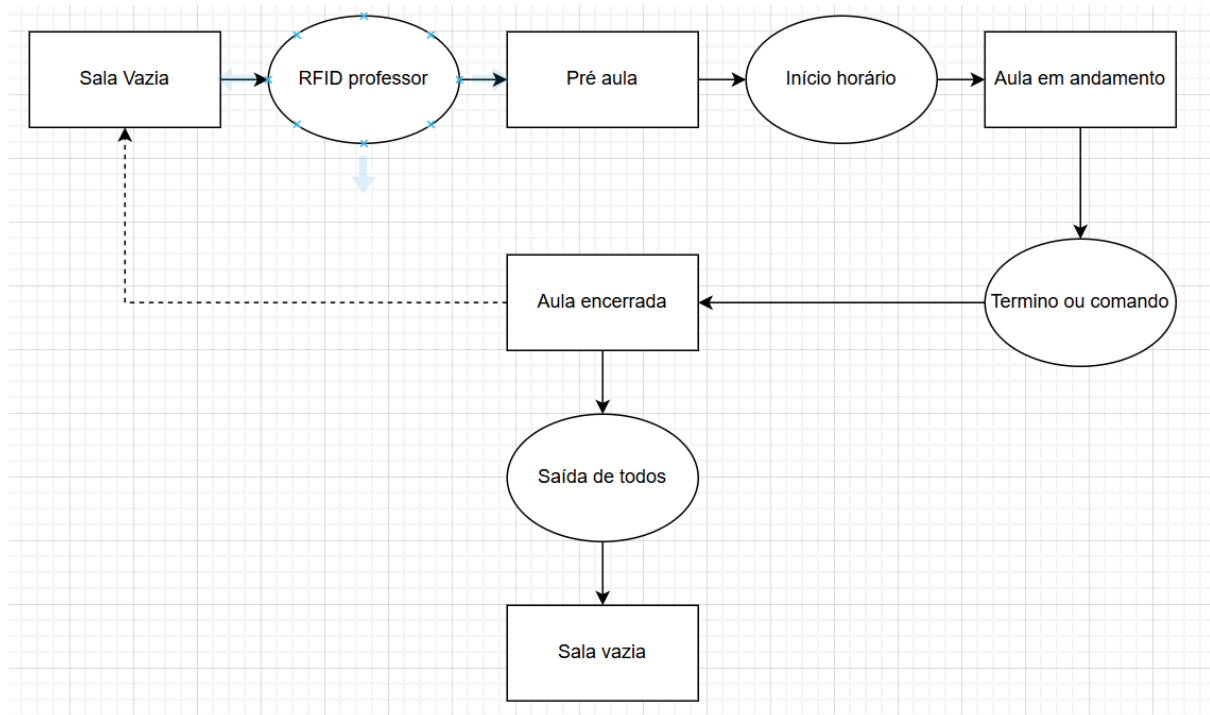 Sala Vazia
RFID professor
Pré aula
Início horário
Aula em andamento
Aula encerrada
Termino ou comando
Saída de todos
Sala vazia